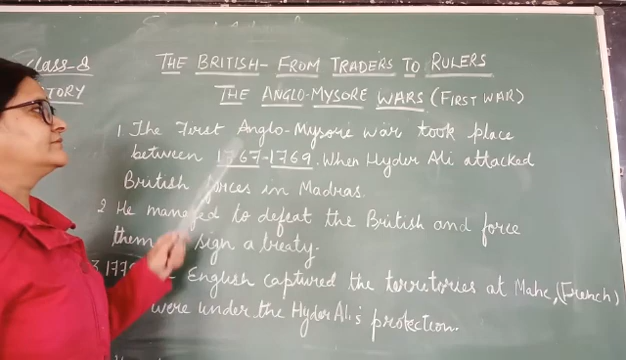 Class-8
THE BRITISH- FROM TRADERS TO RULERS
STORY
THE ANGLO-MYSORE WARS (FIRST WAR)
1 The First Anglo-Mysore war took place
between 1767-1769. When Hyder Ali attacked
British forces in Madras.
2 He managed to defeat the British and force
them sign a treaty.
3 - English captured the territories at Mahe, (French)
were under the Hyder Ali's protection.